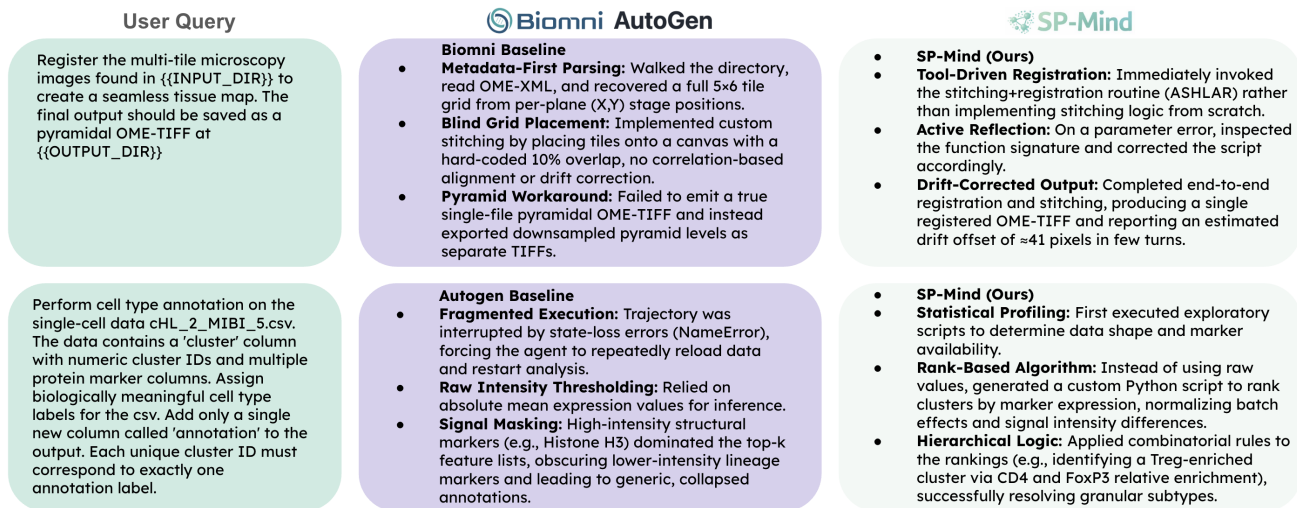 User Query
Biomni AutoGen
SP-Mind
Register the multi-tile microscopy
images found in {{INPUT_DIR}} to
create a seamless tissue map. The
final output should be saved as a
pyramidal OME-TIFF at
{{OUTPUT_DIR}}
Biomni Baseline
● Metadata-First Parsing: Walked the directory,
read OME-XML, and recovered a full 5×6 tile
grid from per-plane (X,Y) stage positions.
● Blind Grid Placement: Implemented custom
stitching by placing tiles onto a canvas with a
hard-coded 10% overlap, no correlation-based
alignment or drift correction.
● Pyramid Workaround: Failed to emit a true
single-file pyramidal OME-TIFF and instead
exported downsampled pyramid levels as
separate TIFFs.
● SP-Mind (Ours)
● Tool-Driven Registration: Immediately invoked
the stitching+registration routine (ASHLAR) rather
than implementing stitching logic from scratch.
● Active Reflection: On a parameter error, inspected
the function signature and corrected the script
accordingly.
● Drift-Corrected Output: Completed end-to-end
registration and stitching, producing a single
registered OME-TIFF and reporting an estimated
drift offset of ≈41 pixels in few turns.
Perform cell type annotation on the
single-cell data cHL_2_MIBI_5.csv.
The data contains a 'cluster' column
with numeric cluster IDs and multiple
protein marker columns. Assign
biologically meaningful cell type
labels for the csv. Add only a single
new column called 'annotation' to the
output. Each unique cluster ID must
correspond to exactly one
annotation label.
Autogen Baseline
● Fragmented Execution: Trajectory was
interrupted by state-loss errors (NameError),
forcing the agent to repeatedly reload data
and restart analysis.
● Raw Intensity Thresholding: Relied on
absolute mean expression values for inference.
● Signal Masking: High-intensity structural
markers (e.g., Histone H3) dominated the top-k
feature lists, obscuring lower-intensity lineage
markers and leading to generic, collapsed
annotations.
● SP-Mind (Ours)
● Statistical Profiling: First executed exploratory
scripts to determine data shape and marker
availability.
● Rank-Based Algorithm: Instead of using raw
values, generated a custom Python script to rank
clusters by marker expression, normalizing batch
effects and signal intensity differences.
● Hierarchical Logic: Applied combinatorial rules to
the rankings (e.g., identifying a Treg-enriched
cluster via CD4 and FoxP3 relative enrichment),
successfully resolving granular subtypes.